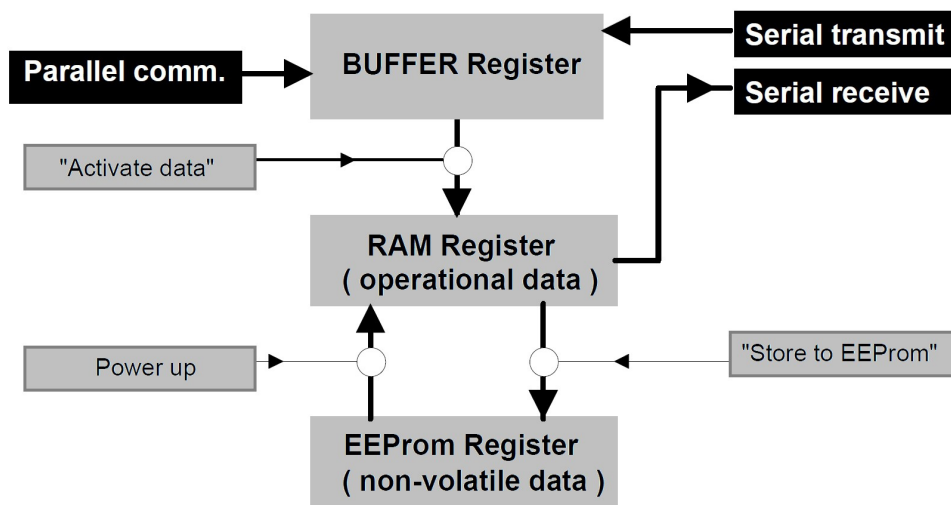 Serial transmit
Parallel comm.
BUFFER Register
Serial receive
"Activate data"
RAM Register
( operational data )
Power up
"Store to EEProm"
EEProm Register
( non-volatile data )